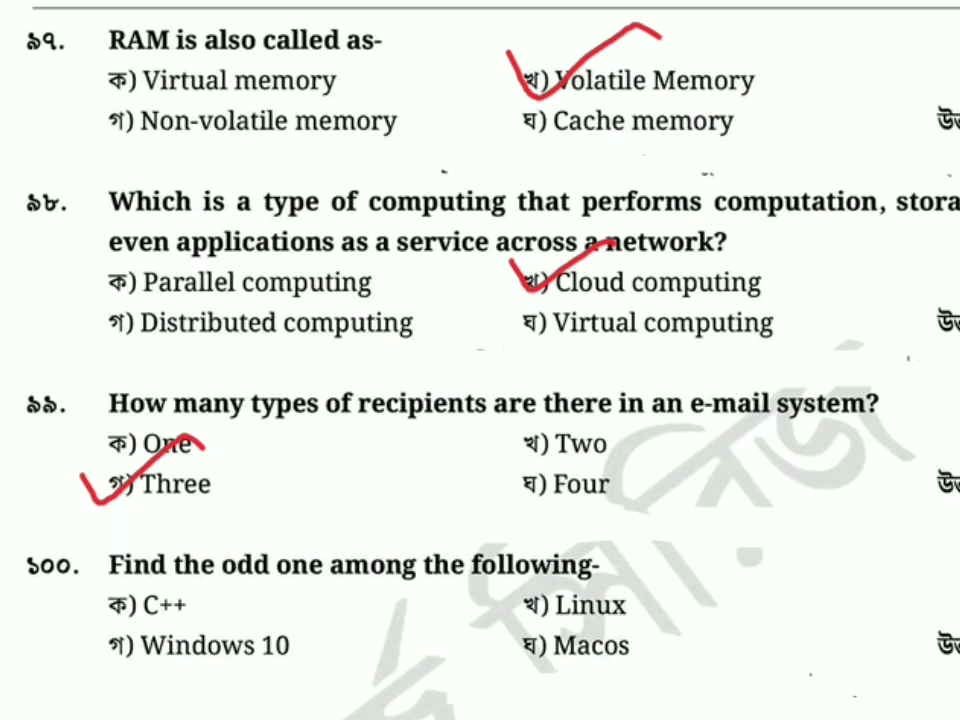 ৯৭. RAM is also called as-
ক) Virtual memory খ) Volatile Memory
গ) Non-volatile memory ঘ) Cache memory
৯৮. Which is a type of computing that performs computation,
even applications as a service across a network?
ক) Parallel computing খ) Cloud computing
গ) Distributed computing ঘ) Virtual computing
৯৯. How many types of recipients are there in an e-mail system?
ক) One খ) Two
গ) Three ঘ) Four
১০০. Find the odd one among the following-
ক) C++ খ) Linux
গ) Windows 10 ঘ) Macos